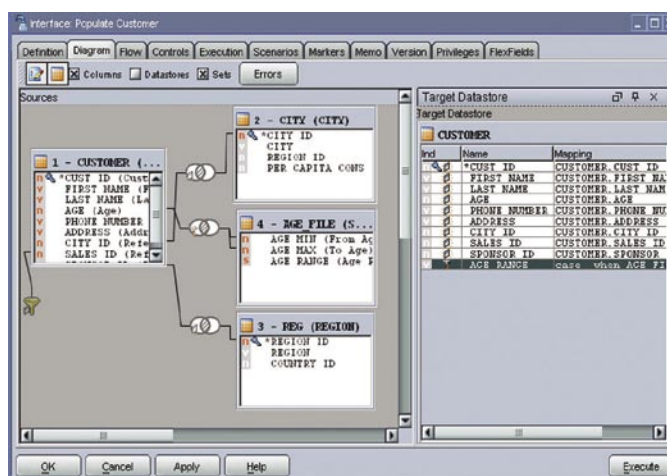 Interface: Populate Customer
Definition Diagram Flow Controls Execution Scenarios Markers Memo Version Privileges FlexFields
Columns Datastores Sets Errors
Sources
1 - CUSTOMER (...
*CUST ID (Cust
FIRST NAME (F
LAST NAME (La
AGE (Age)
PHONE NUMBER
ADDRESS (Addr
CITY ID (Refe
SALES ID (Ref
2 - CITY (CITY)
*CITY ID
CITY
REGION ID
PER CAPITA CONS
4 - AGE FILE (S...
AGE MIN (From Ag
AGE MAX (To Age)
AGE RANGE (Age R
3 - REG (REGION)
*REGION ID
REGION
COUNTRY ID
Target Datastore
Target Datastore
CUSTOMER
Ind Name Mapping
*CUST ID CUSTOMER.CUST ID
FIRST NAME CUSTOMER.FIRST NA
LAST NAME CUSTOMER.LAST NAM
AGE CUSTOMER.AGE
PHONE NUMBER CUSTOMER.PHONE NU
ADDRESS CUSTOMER.ADDRESS
CITY ID CUSTOMER.CITY ID
SALES ID CUSTOMER.SALES ID
SPONSOR ID CUSTOMER.SPONSOR
AGE RANGE case when AGE FI
OK Cancel Apply Help Execute